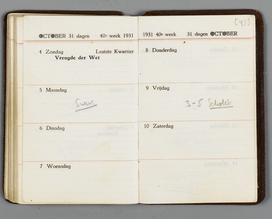 OCTOBER 31 dagen 40e week 1931
4 Zondag Laatste Kwartier
Vreugde der Wet
5 Maandag
6 Dinsdag
7 Woensdag
1931 40e week 31 dagen OCTOBER
8 Donderdag
9 Vrijdag
3-5
10 Zaterdag